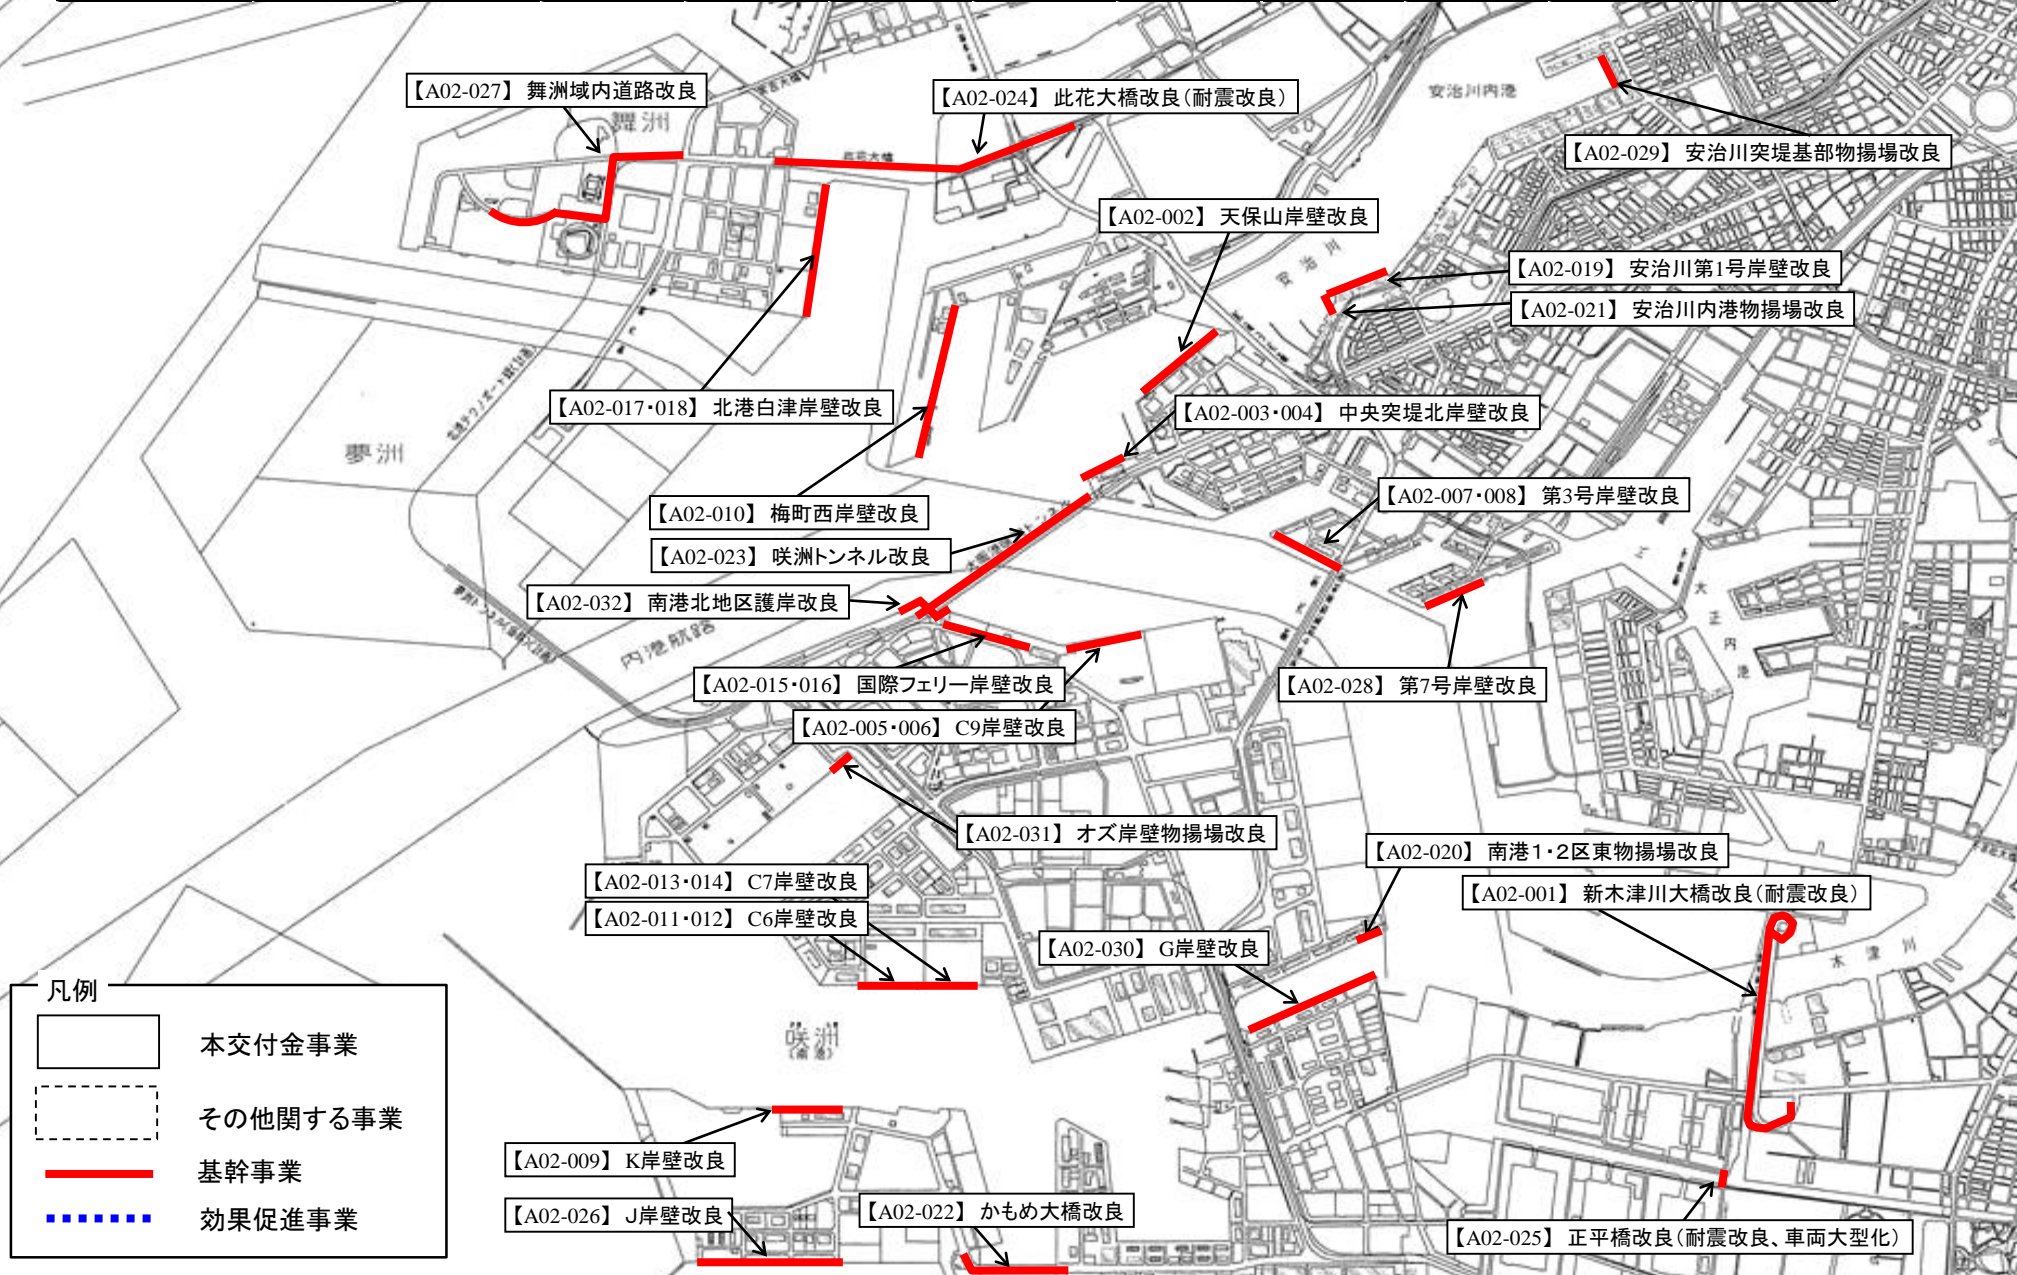 【A02-027】 舞洲域内道路改良
【A02-024】 此花大橋改良(耐震改良)
安治川内港
舞洲
此花大橋
【A02-029】 安治川突堤基部物揚場改良
【A02-002】 天保山岸壁改良
安治川
【A02-019】 安治川第1号岸壁改良
【A02-021】 安治川内港物揚場改良
【A02-017・018】 北港白津岸壁改良
【A02-003・004】 中央突堤北岸壁改良
夢洲
【A02-007・008】 第3号岸壁改良
【A02-010】 梅町西岸壁改良
【A02-023】 咲洲トンネル改良
【A02-032】 南港北地区護岸改良
大正内港
内港航路
【A02-015・016】 国際フェリー岸壁改良
【A02-028】 第7号岸壁改良
【A02-005・006】 C9岸壁改良
【A02-031】 オズ岸壁物揚場改良
【A02-020】 南港1・2区東物揚場改良
【A02-013・014】 C7岸壁改良
【A02-001】 新木津川大橋改良(耐震改良)
【A02-011・012】 C6岸壁改良
【A02-030】 G岸壁改良
木津川
咲洲
(南港)
凡例
本交付金事業
その他関する事業
基幹事業
効果促進事業
【A02-009】 K岸壁改良
【A02-026】 J岸壁改良
【A02-022】 かもめ大橋改良
【A02-025】 正平橋改良(耐震改良、車両大型化)